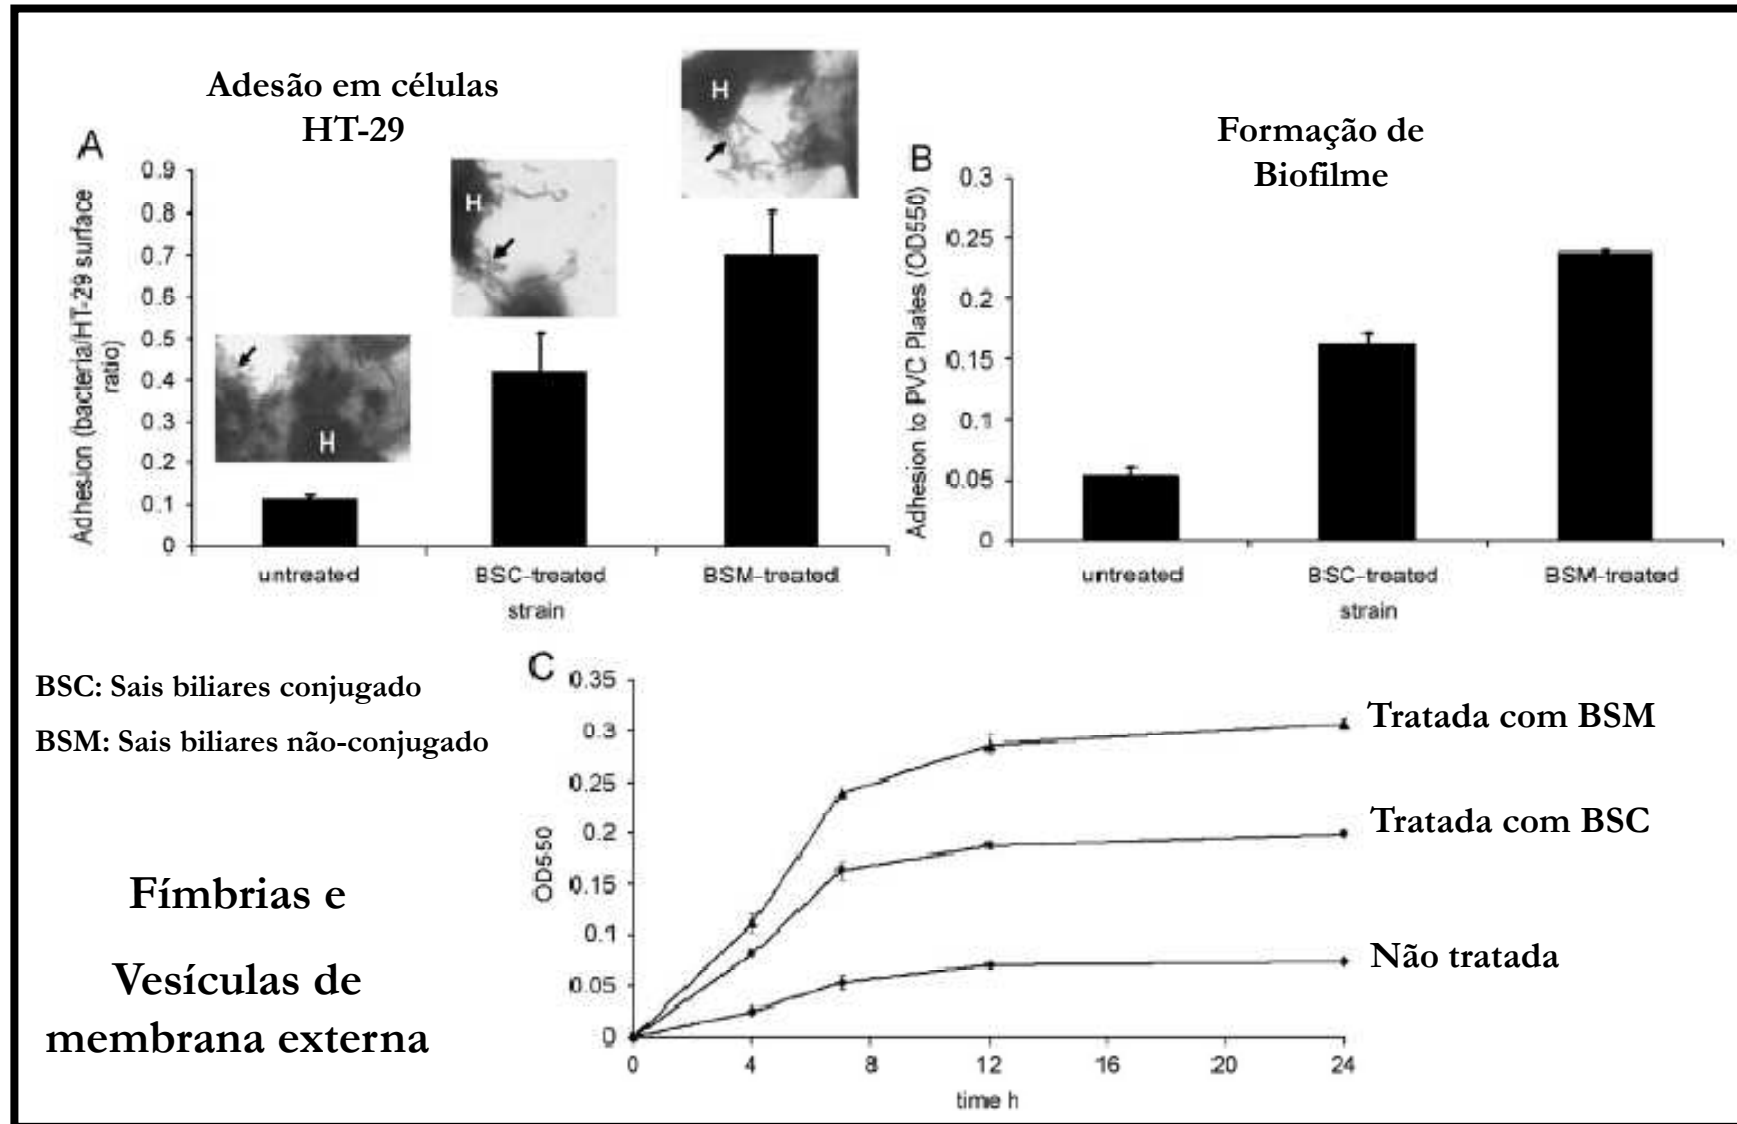 Adesão em células
HT-29
A
Adhesion (bacteria/HT-29 surface
ratio)
0.9
0.8
0.7
0.6
0.5
0.4
0.3
0.2
0.1
0
H
H
H
untreated
BSC-treated
BSM-treated
strain
Formação de
Biofilme
B
Adhesion to PVC Plates (OD550)
0.3
0.25
0.2
0.15
0.1
0.05
0
untreated
BSC-treated
BSM-treated
strain
BSC: Sais biliares conjugado
BSM: Sais biliares não-conjugado
Fímbrias e
Vesículas de
membrana externa
C
OD550
0.35
0.3
0.25
0.2
0.15
0.1
0.05
0
0 4 8 12 16 20 24
time h
Tratada com BSM
Tratada com BSC
Não tratada